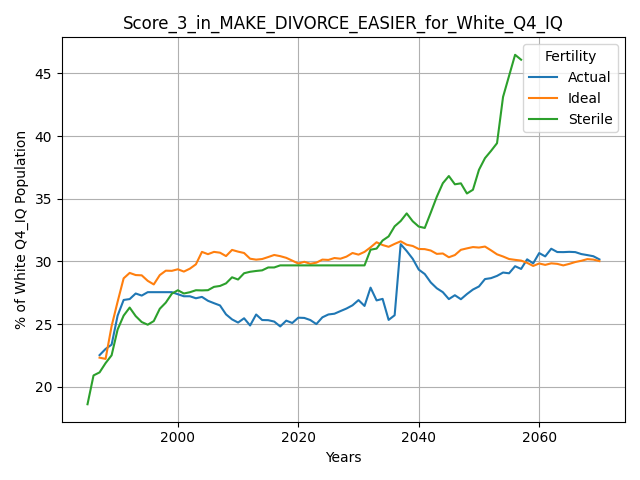 Score_3_in_MAKE_DIVORCE_EASIER_for_White_Q4_IQ
Fertility
Actual
Ideal
Sterile
% of White Q4_IQ Population
45
40
35
30
25
20
2000
2020
2040
2060
Years